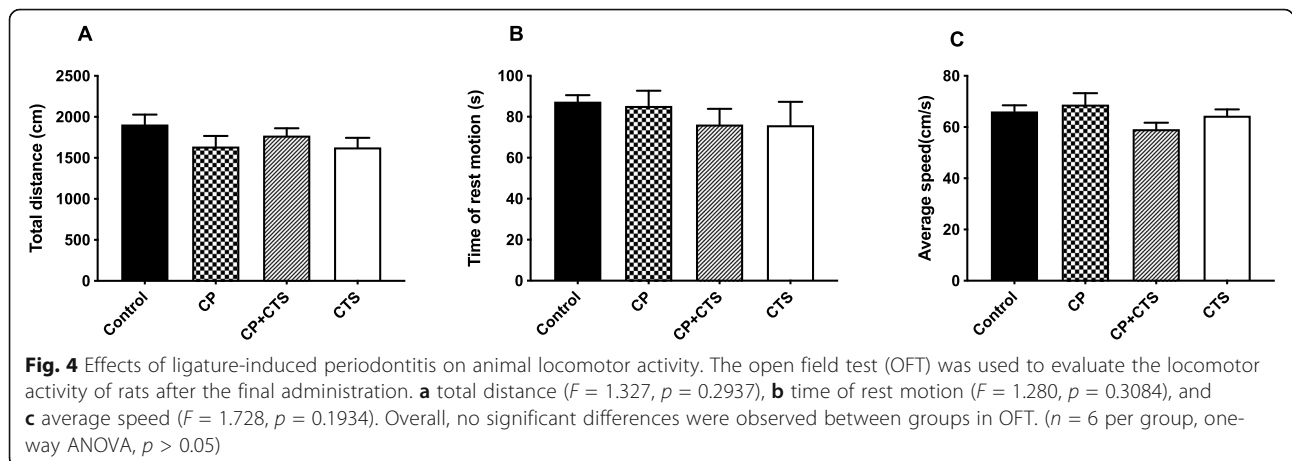 A
B
C
Total distance (cm)
2500
2000
1500
1000
500
0
Control
CP
CP+CTS
CTS
Time of rest motion (s)
100
80
60
40
20
0
Control
CP
CP+CTS
CTS
Average speed(cm/s)
80
60
40
20
0
Control
CP
CP+CTS
CTS
Fig. 4 Effects of ligature-induced periodontitis on animal locomotor activity. The open field test (OFT) was used to evaluate the locomotor
activity of rats after the final administration. a total distance (F = 1.327, p = 0.2937), b time of rest motion (F = 1.280, p = 0.3084), and
c average speed (F = 1.728, p = 0.1934). Overall, no significant differences were observed between groups in OFT. (n = 6 per group, one-
way ANOVA, p > 0.05)